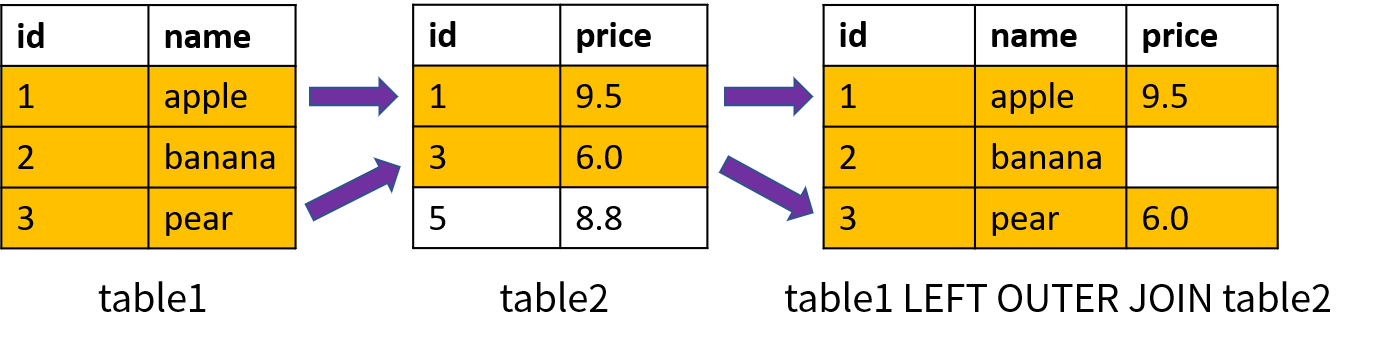 id name
1 apple
2 banana
3 pear
table1
id price
1 9.5
3 6.0
5 8.8
table2
id name price
1 apple 9.5
2 banana
3 pear 6.0
table1 LEFT OUTER JOIN table2